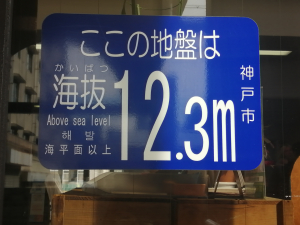 ここの地盤は
かいばつ
海抜
Above sea level
해발
海平面以上
12.3m
神戸市